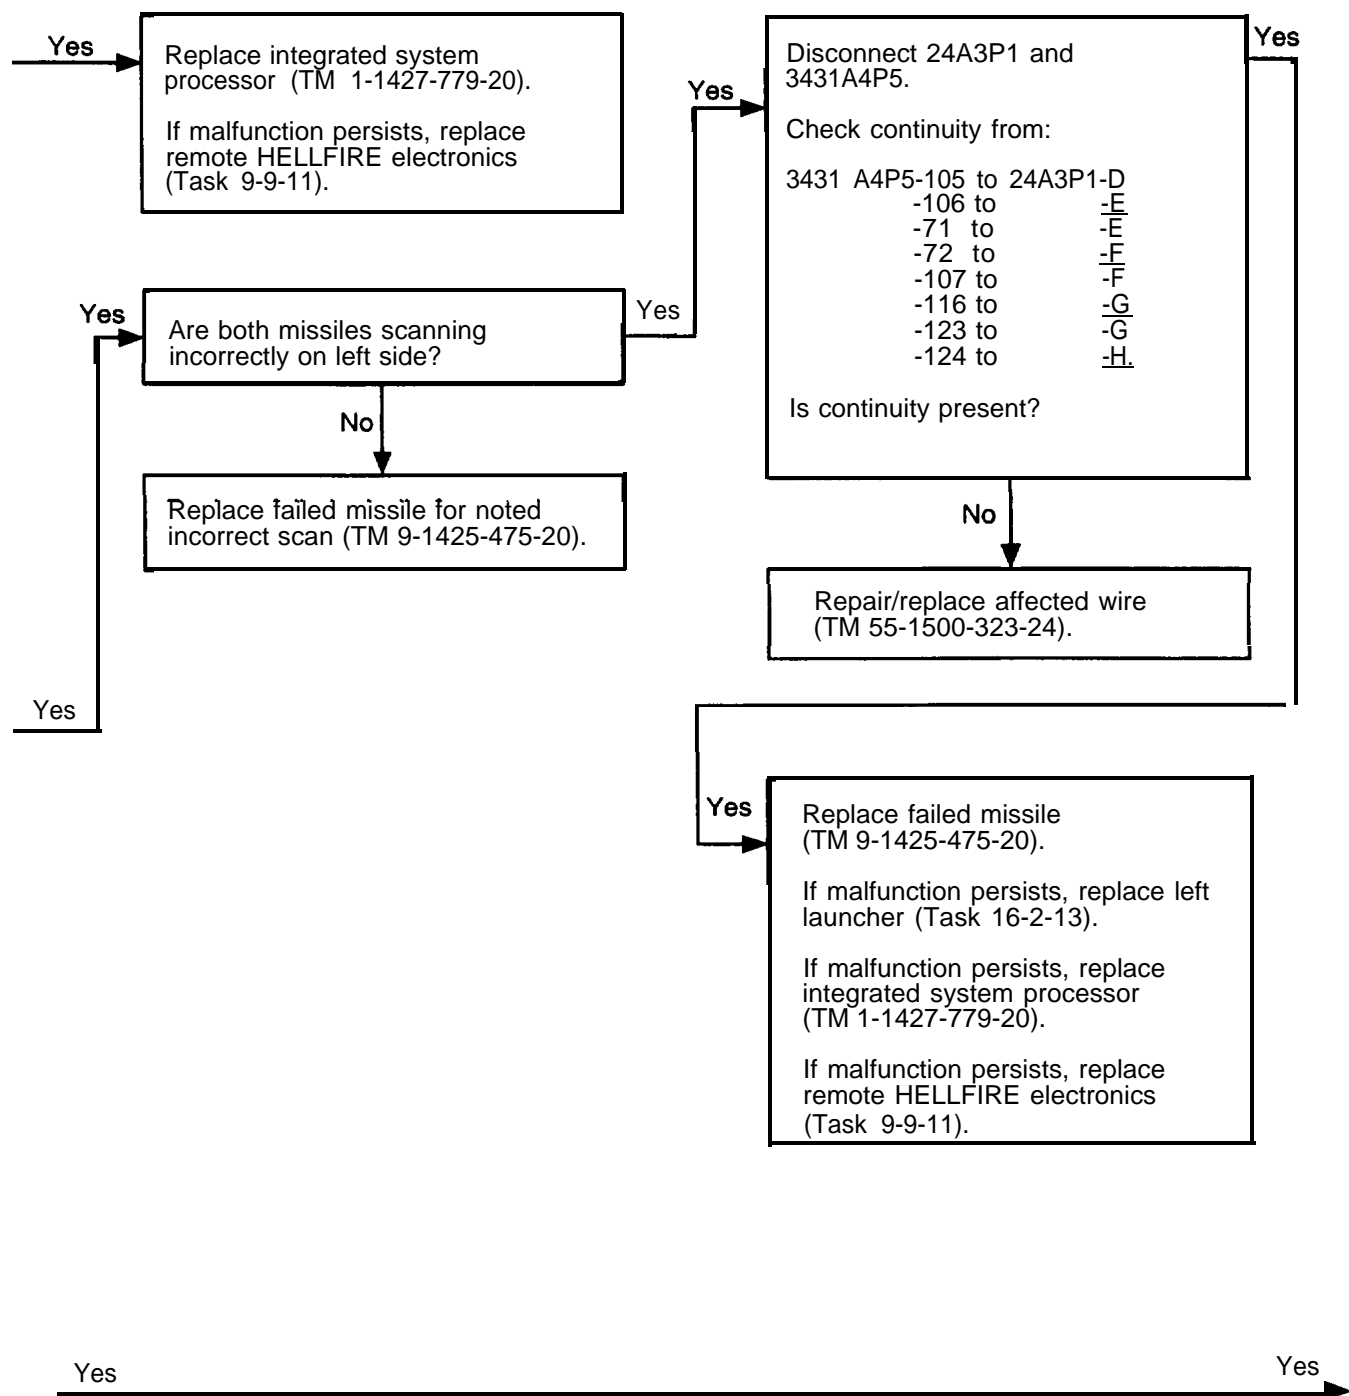 Yes
Replace integrated system
processor (TM 1-1427-779-20).
If malfunction persists, replace
remote HELLFIRE electronics
(Task 9-9-11).
Yes
Are both missiles scanning
incorrectly on left side?
Yes
No
Replace failed missile for noted
incorrect scan (TM 9-1425-475-20).
Yes
Yes
Disconnect 24A3P1 and
3431A4P5.
Check continuity from:
3431 A4P5-105 to 24A3P1-D
-106 to -E
-71 to -E
-72 to -F
-107 to -F
-116 to -G
-123 to -G
-124 to -H.
Is continuity present?
Yes
No
Repair/replace affected wire
(TM 55-1500-323-24).
Yes
Replace failed missile
(TM 9-1425-475-20).
If malfunction persists, replace left
launcher (Task 16-2-13).
If malfunction persists, replace
integrated system processor
(TM 1-1427-779-20).
If malfunction persists, replace
remote HELLFIRE electronics
(Task 9-9-11).
Yes
Yes